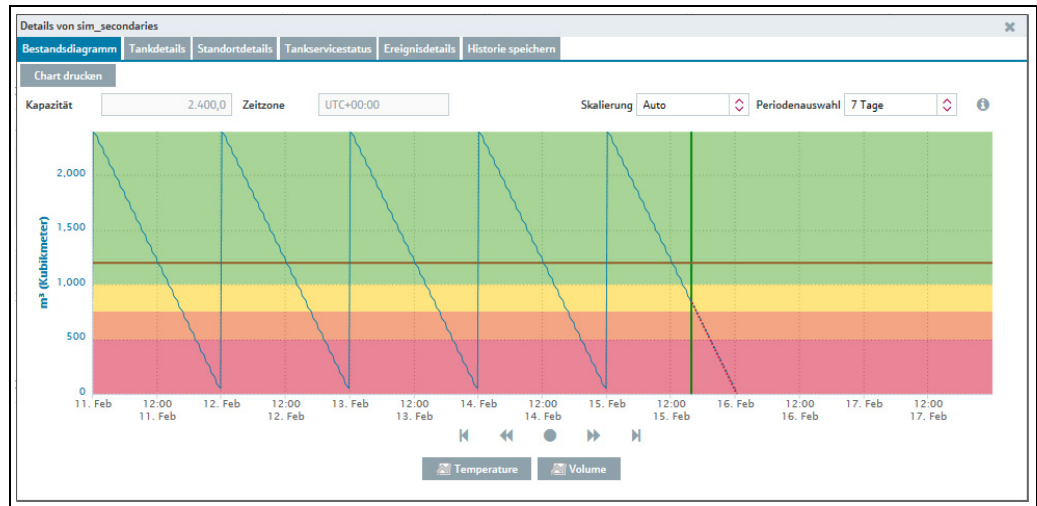 Details von sim_secondaries
Bestandsdiagramm Tankdetails Standortdetails Tankservicestatus Ereignisdetails Historie speichern
Chart drucken
Kapazität 2.400,0 Zeitzone UTC+00:00 Skalierung Auto Periodenauswahl 7 Tage
m³ (Kubikmeter)
2,000
1,500
1,000
500
0
11. Feb 12:00 12. Feb 12:00 13. Feb 12:00 14. Feb 12:00 15. Feb 12:00 16. Feb 12:00 17. Feb 12:00
11. Feb 12. Feb 13. Feb 14. Feb 15. Feb 16. Feb 17. Feb
Temperature Volume